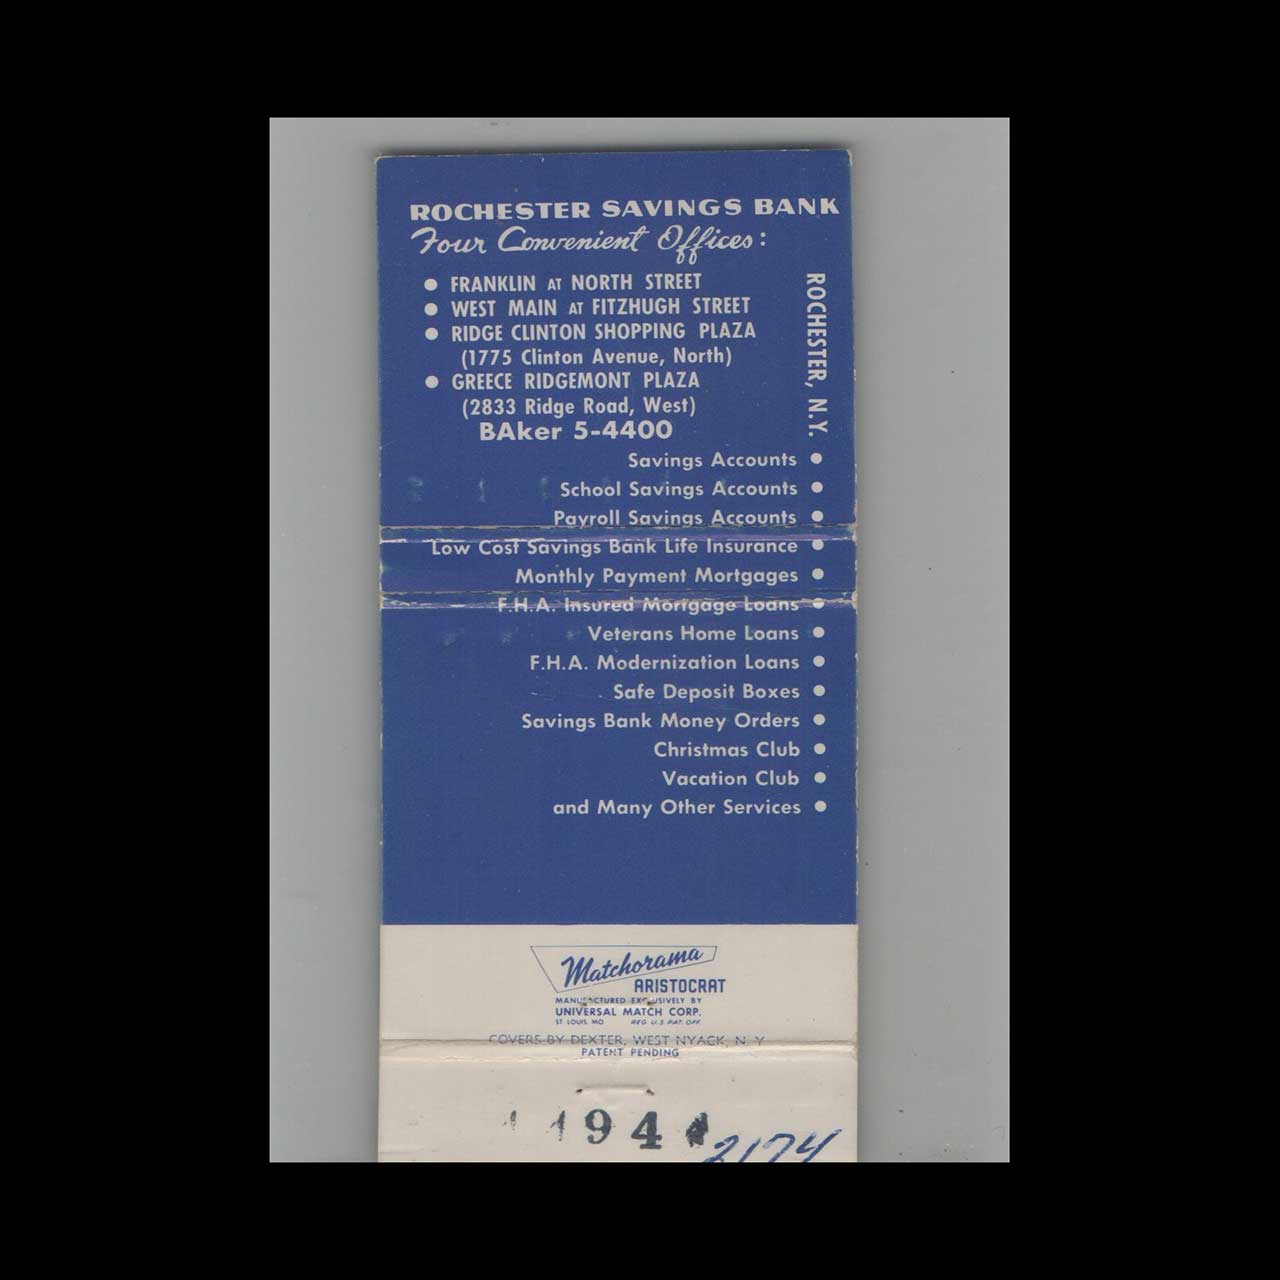 ROCHESTER SAVINGS BANK
Four Convenient Offices:
• FRANKLIN AT NORTH STREET
• WEST MAIN AT FITZHUGH STREET
• RIDGE CLINTON SHOPPING PLAZA
(1775 Clinton Avenue, North)
• GREECE RIDGEMONT PLAZA
(2833 Ridge Road, West)
BAker 5-4400
ROCHESTER, N.Y.
Savings Accounts •
School Savings Accounts •
Payroll Savings Accounts •
Low Cost Savings Bank Life Insurance •
Monthly Payment Mortgages •
F.H.A. Insured Mortgage Loans •
Veterans Home Loans •
F.H.A. Modernization Loans •
Safe Deposit Boxes •
Savings Bank Money Orders •
Christmas Club •
Vacation Club •
and Many Other Services •
Matchorama
ARISTOCRAT
MANUFACTURED EXCLUSIVELY BY
UNIVERSAL MATCH CORP.
ST. LOUIS, MO. REG. U.S. PAT. OFF.
COVERS BY DEXTER, WEST NYACK, N. Y.
PATENT PENDING
2174